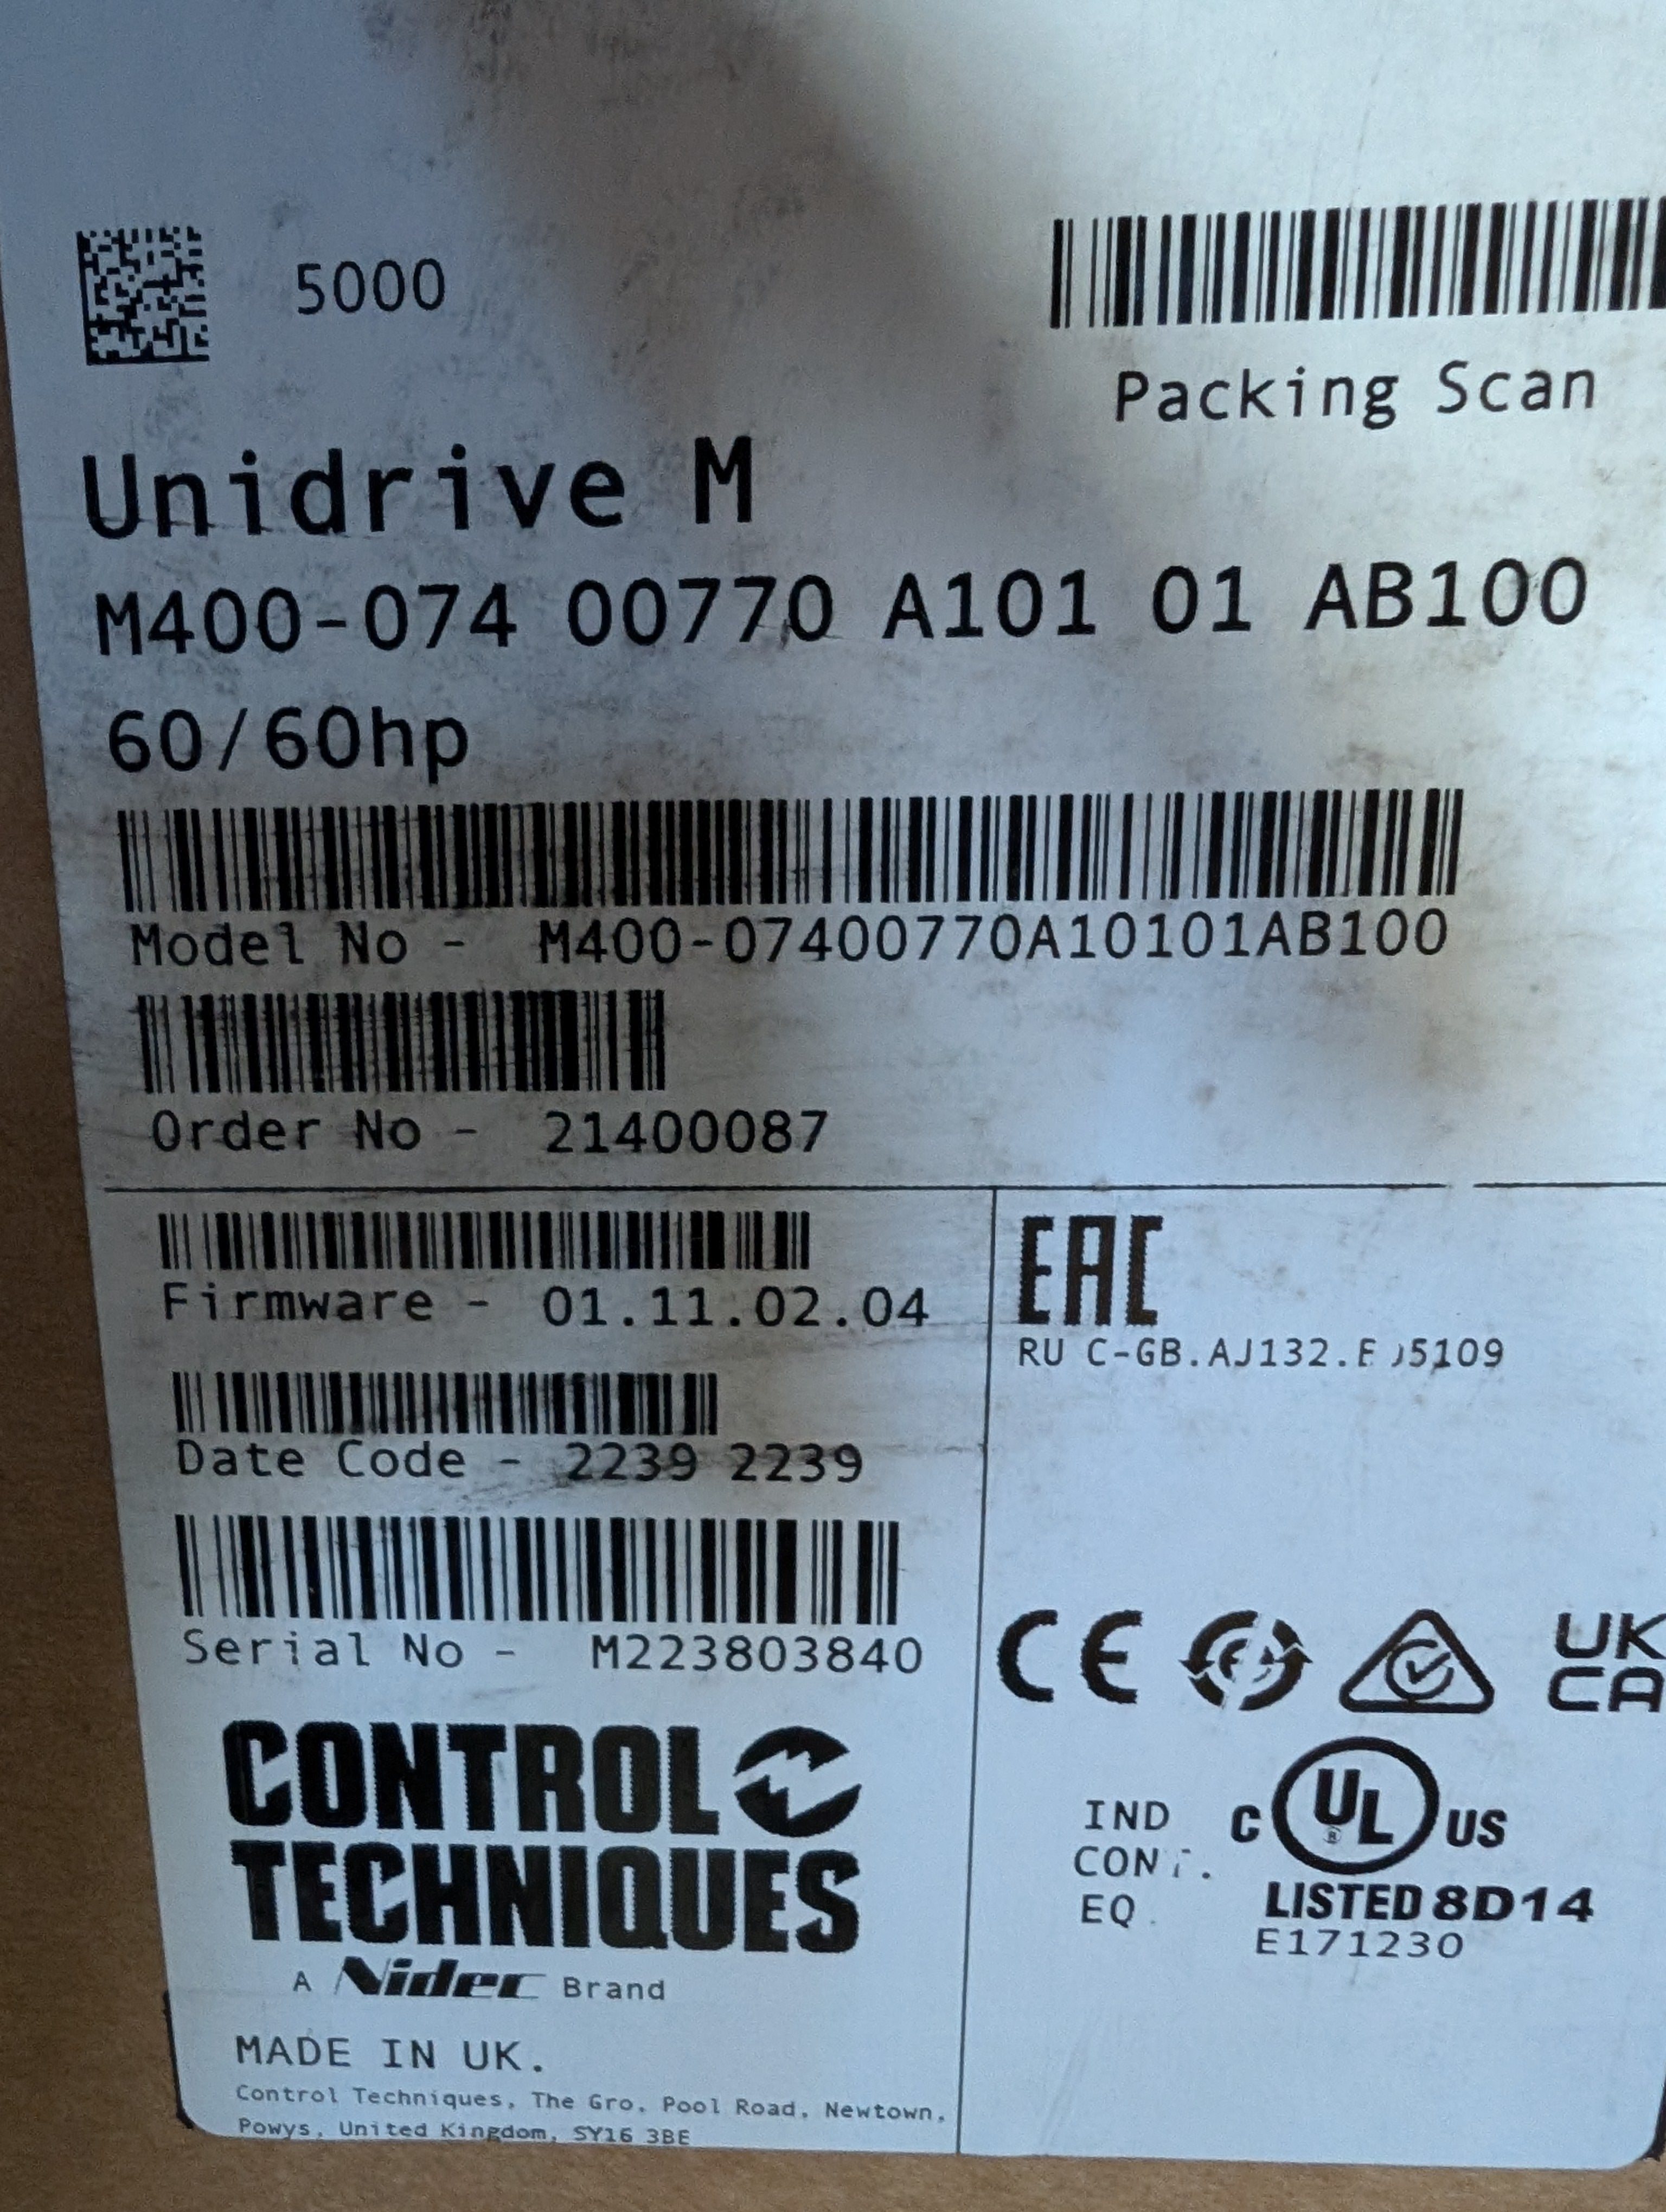 5000
Packing Scan
Unidrive M
M400-074 00770 A101 01 AB100
60/60hp
Model No - M400-07400770A10101AB100
Order No - 21400087
Firmware - 01.11.02.04
EAC
RU C-GB.AJ132.
Date Code - 2239 2239
Serial No - M223803840
CE
UK
CA
CONTROL
TECHNIQUES
A Nidec Brand
IND
EQ.
C UL ® US
LISTED 8D14
E171230
MADE IN UK.
Control Techniques, The Gro, Pool Road, Newtown,
Powys, United Kingdom, SY16 3BE